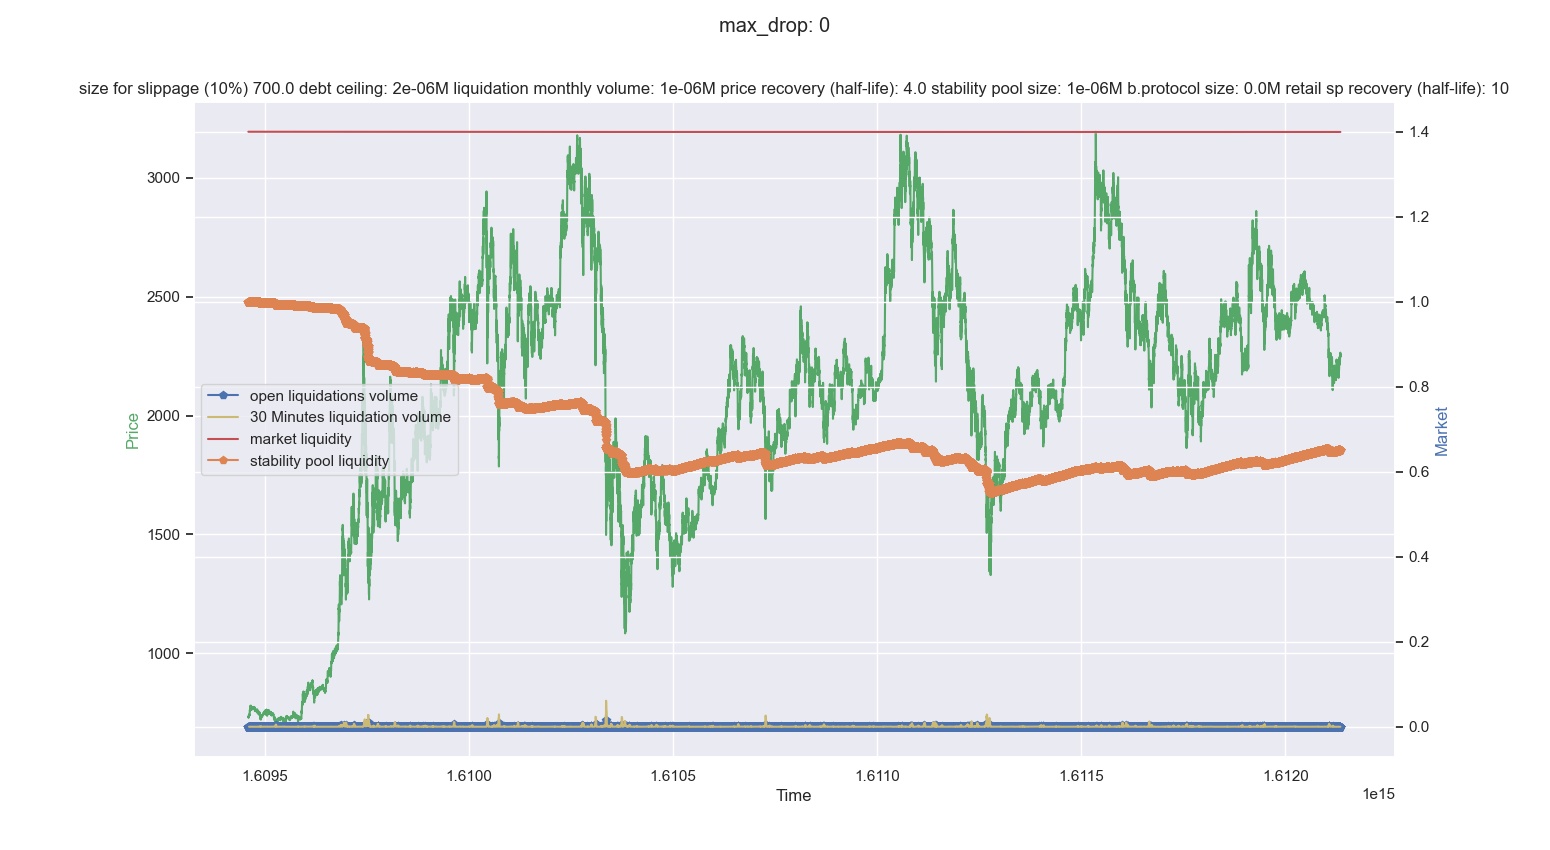 max_drop: 0
size for slippage (10%) 700.0 debt ceiling: 2e-06M liquidation monthly volume: 1e-06M price recovery (half-life): 4.0 stability pool size: 1e-06M b.protocol size: 0.0M retail sp recovery (half-life): 10
3000
2500
2000
1500
1000
Price
1.4
1.2
1.0
0.8
0.6
0.4
0.2
0.0
Market
open liquidations volume
30 Minutes liquidation volume
market liquidity
stability pool liquidity
1.6095
1.6100
1.6105
1.6110
1.6115
1.6120
Time
1e15